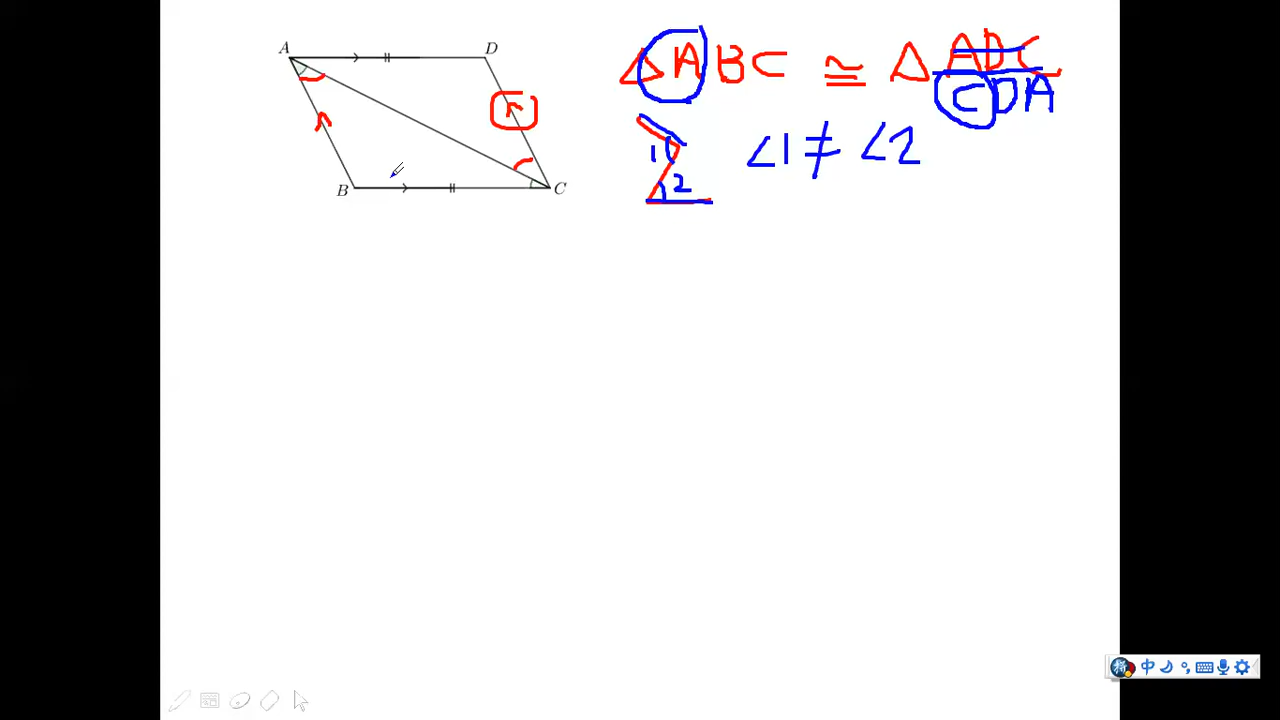 A D
△ABC ≅ △ADC
CDA
1
∠1 ≠ ∠2
2
B C
中